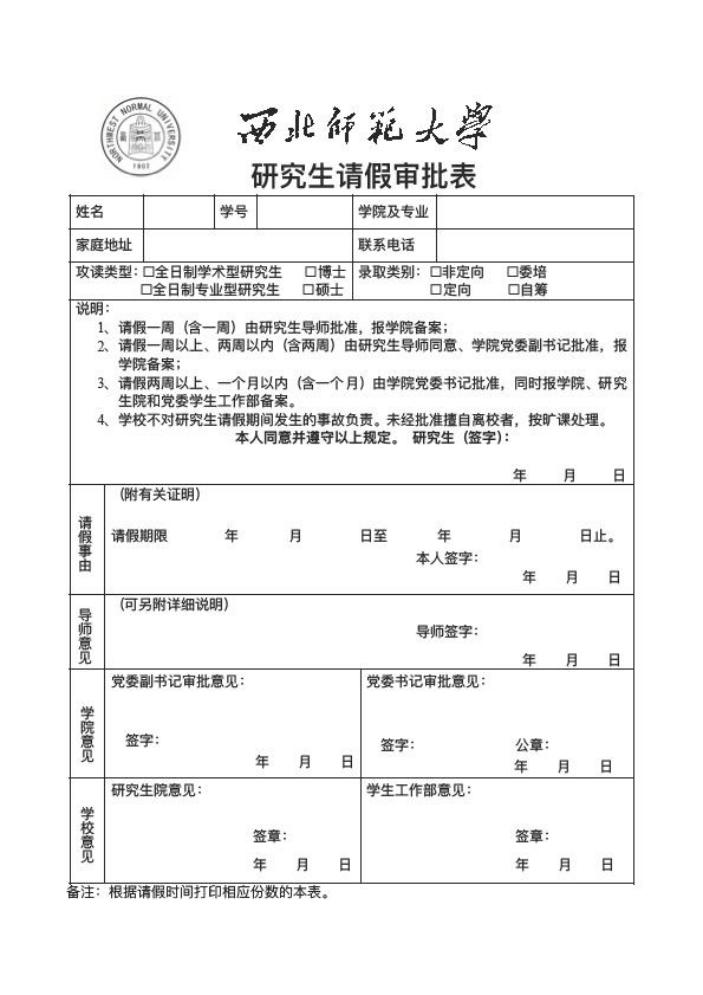 NORTHWEST NORMAL UNIVERSITY
1902
西北师范大学
研究生请假审批表
姓名 学号 学院及专业
家庭地址 联系电话
攻读类型：□全日制学术型研究生 □博士 录取类别：□非定向 □委培
□全日制专业型研究生 □硕士 □定向 □自筹
说明：
1、请假一周（含一周）由研究生导师批准，报学院备案；
2、请假一周以上、两周以内（含两周）由研究生导师同意、学院党委副书记批准，报
学院备案；
3、请假两周以上、一个月以内（含一个月）由学院党委书记批准，同时报学院、研究
生院和党委学生工作部备案。
4、学校不对研究生请假期间发生的事故负责。未经批准擅自离校者，按旷课处理。
本人同意并遵守以上规定。 研究生（签字）：
年 月 日
请假事由
（附有关证明）
请假期限 年 月 日至 年 月 日止。
本人签字：
年 月 日
导师意见
（可另附详细说明）
导师签字：
年 月 日
学院意见
党委副书记审批意见： 党委书记审批意见：
签字： 签字： 公章：
年 月 日 年 月 日
学校意见
研究生院意见： 学生工作部意见：
签章： 签章：
年 月 日 年 月 日
备注：根据请假时间打印相应份数的本表。